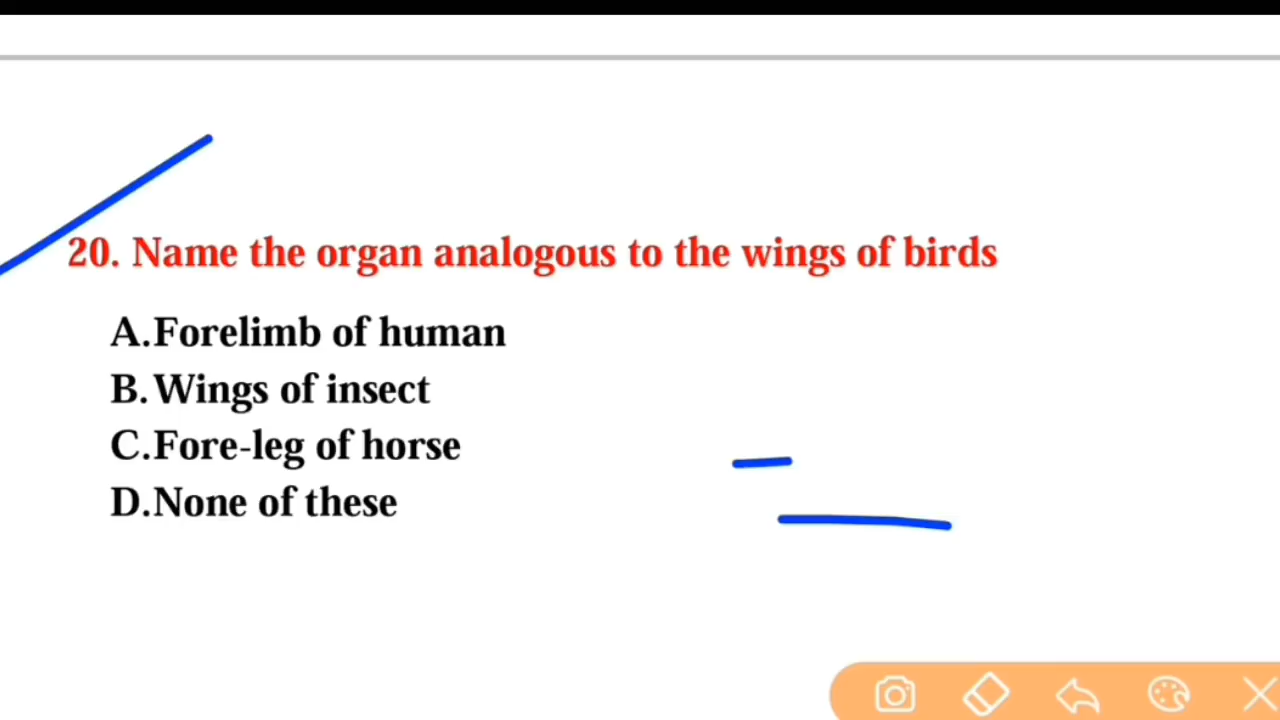 20. Name the organ analogous to the wings of birds
A.Forelimb of human
B.Wings of insect
C.Fore-leg of horse
D.None of these